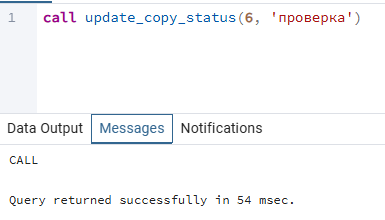 1 call update_copy_status(6, 'проверка')
Data Output Messages Notifications
CALL
Query returned successfully in 54 msec.